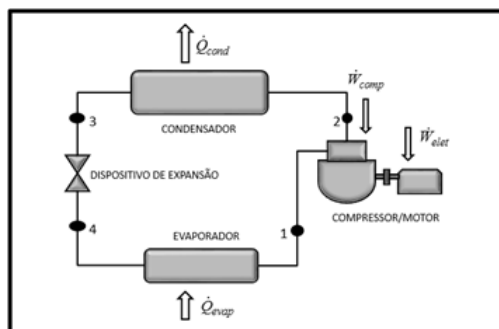 Q̇cond
Ẇcomp
3
2
CONDENSADOR
Ẇelet
DISPOSITIVO DE EXPANSÃO
COMPRESSOR/MOTOR
4
EVAPORADOR
1
Q̇evap